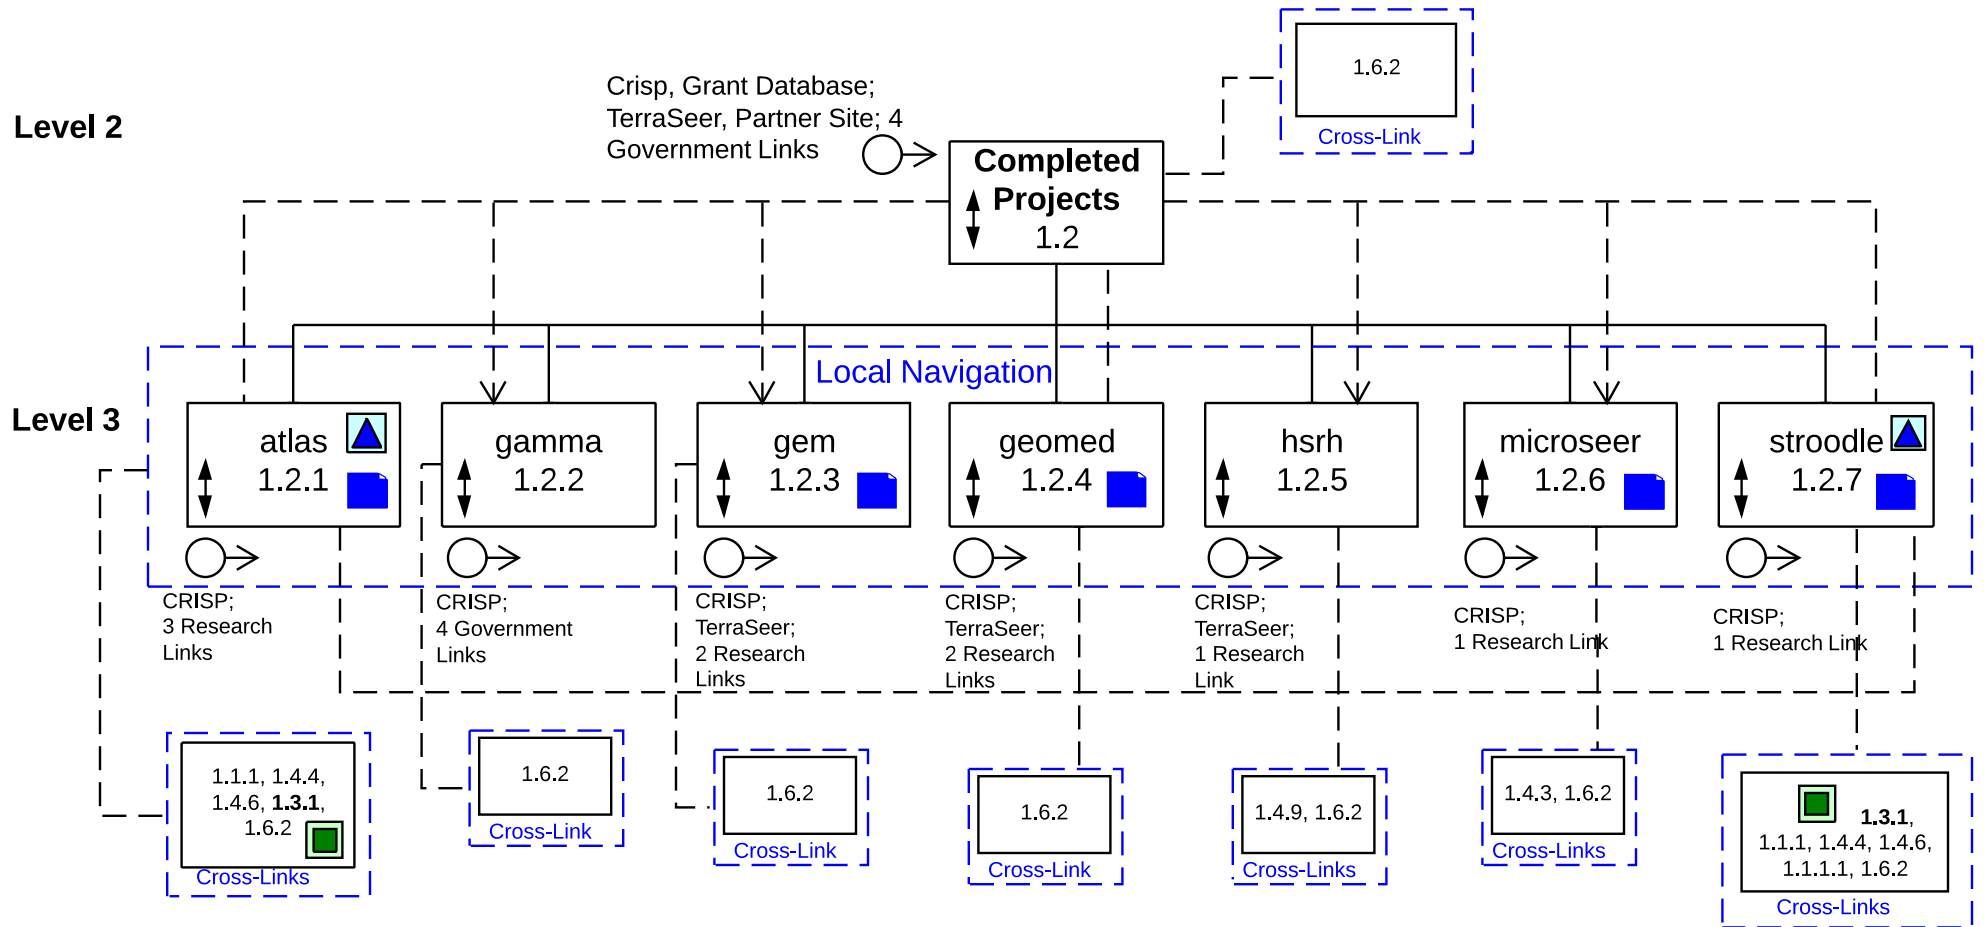 1.6.2
Cross-Link
Crisp, Grant Database;
TerraSeer, Partner Site; 4
Government Links
Level 2
Completed
Projects
1.2
Local Navigation
Level 3
atlas
1.2.1
gamma
1.2.2
gem
1.2.3
geomed
1.2.4
hsrh
1.2.5
microseer
1.2.6
stroodle
1.2.7
CRISP;
3 Research
Links
CRISP;
4 Government
Links
CRISP;
TerraSeer;
2 Research
Links
CRISP;
TerraSeer;
2 Research
Links
CRISP;
TerraSeer;
1 Research
Link
CRISP;
1 Research Link
CRISP;
1 Research Link
1.1.1, 1.4.4,
1.4.6, 1.3.1,
1.6.2
Cross-Links
1.6.2
Cross-Link
1.6.2
Cross-Link
1.6.2
Cross-Link
1.4.9, 1.6.2
Cross-Links
1.4.3, 1.6.2
Cross-Links
1.3.1,
1.1.1, 1.4.4, 1.4.6,
1.1.1.1, 1.6.2
Cross-Links